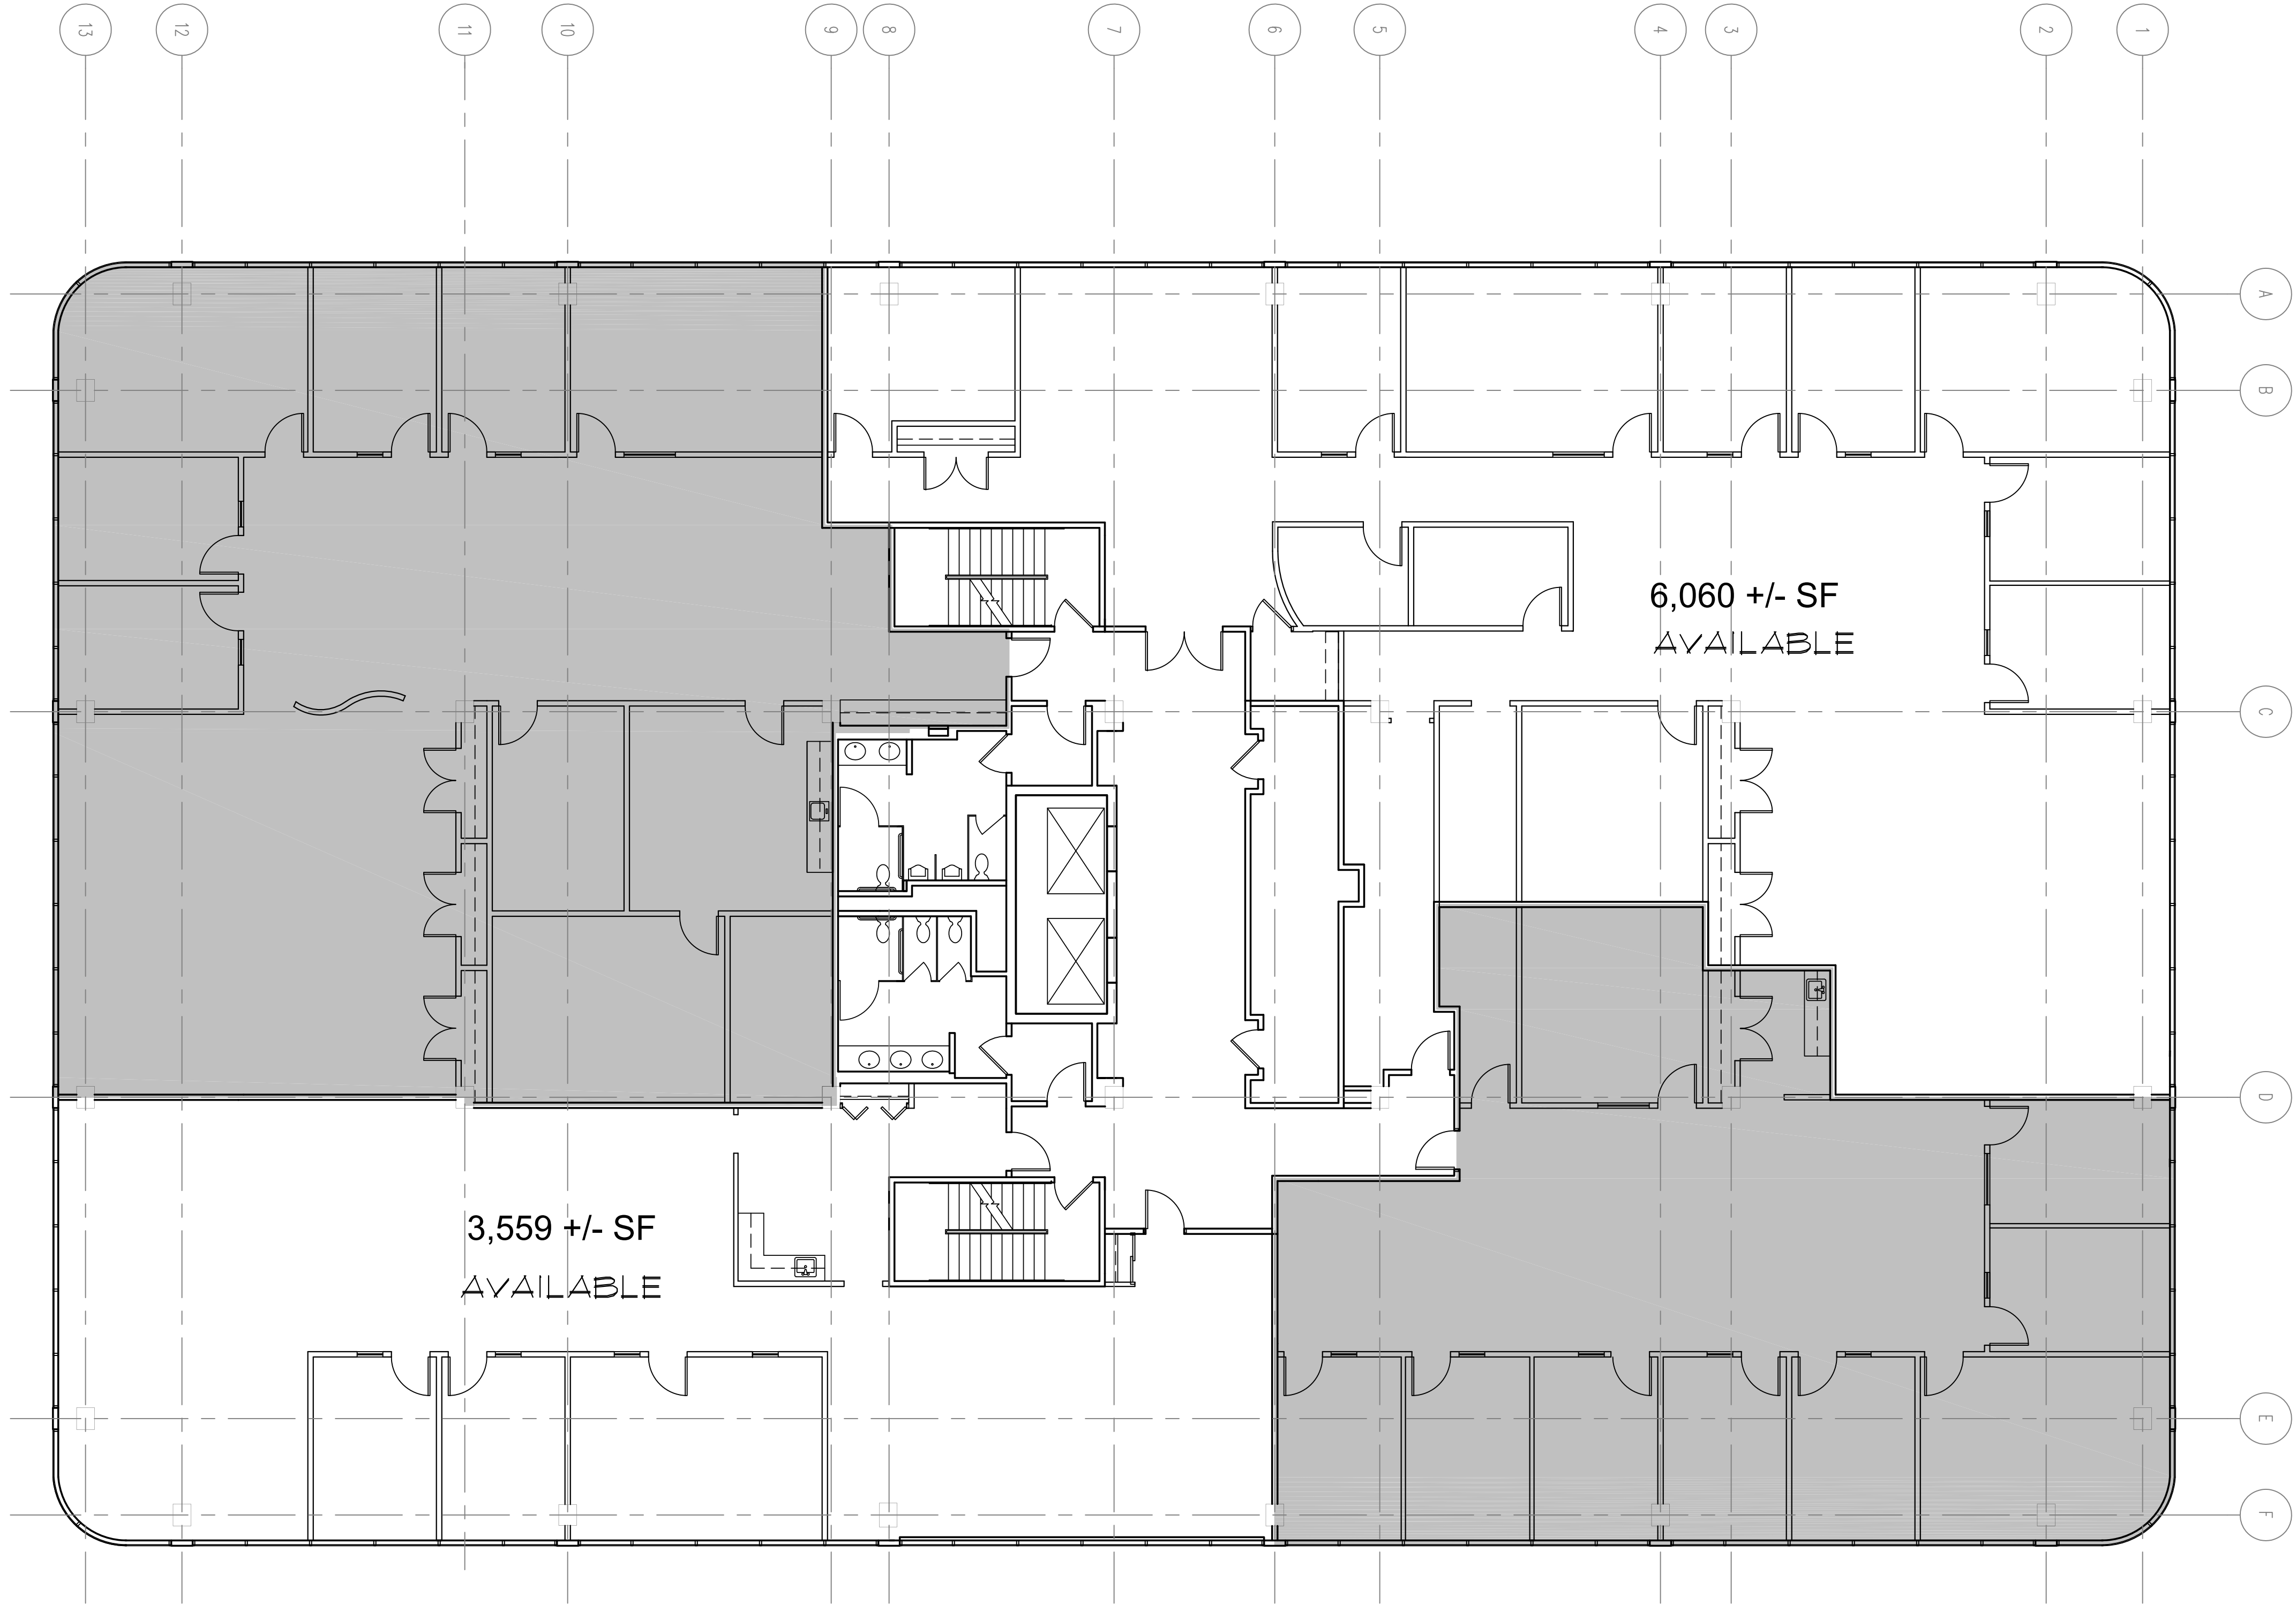 13 12 11 10 9 8 7 6 5 4 3 2 1
A
B
6,060 +/- SF
AVAILABLE
C
D
3,559 +/- SF
AVAILABLE
E
F